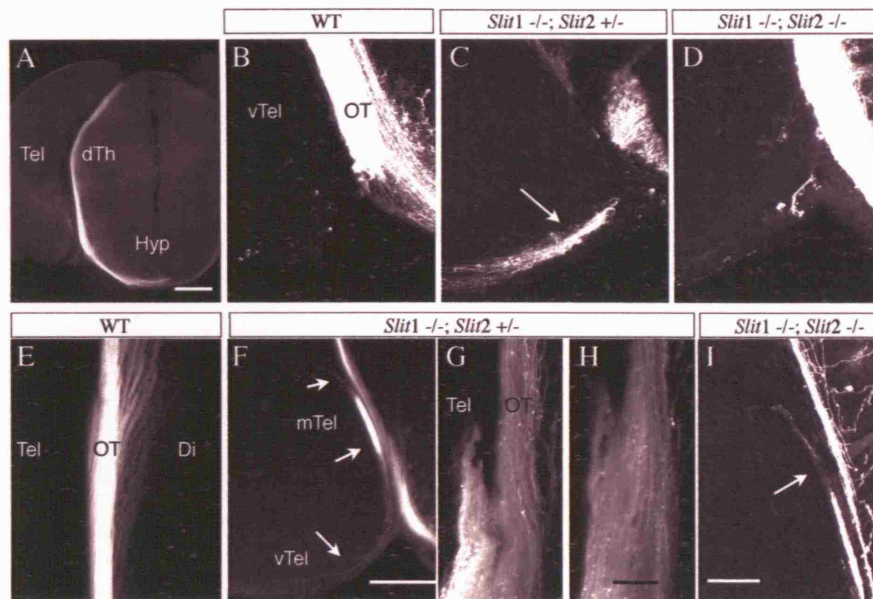 WT
Slit1 -/-; Slit2 +/-
Slit1 -/-; Slit2 -/-
A
Tel
dTh
Hyp
B
vTel
OT
C
D
WT
Slit1 -/-; Slit2 +/-
Slit1 -/-; Slit2 -/-
E
Tel
OT
Di
F
mTel
vTel
G
Tel
OT
H
I